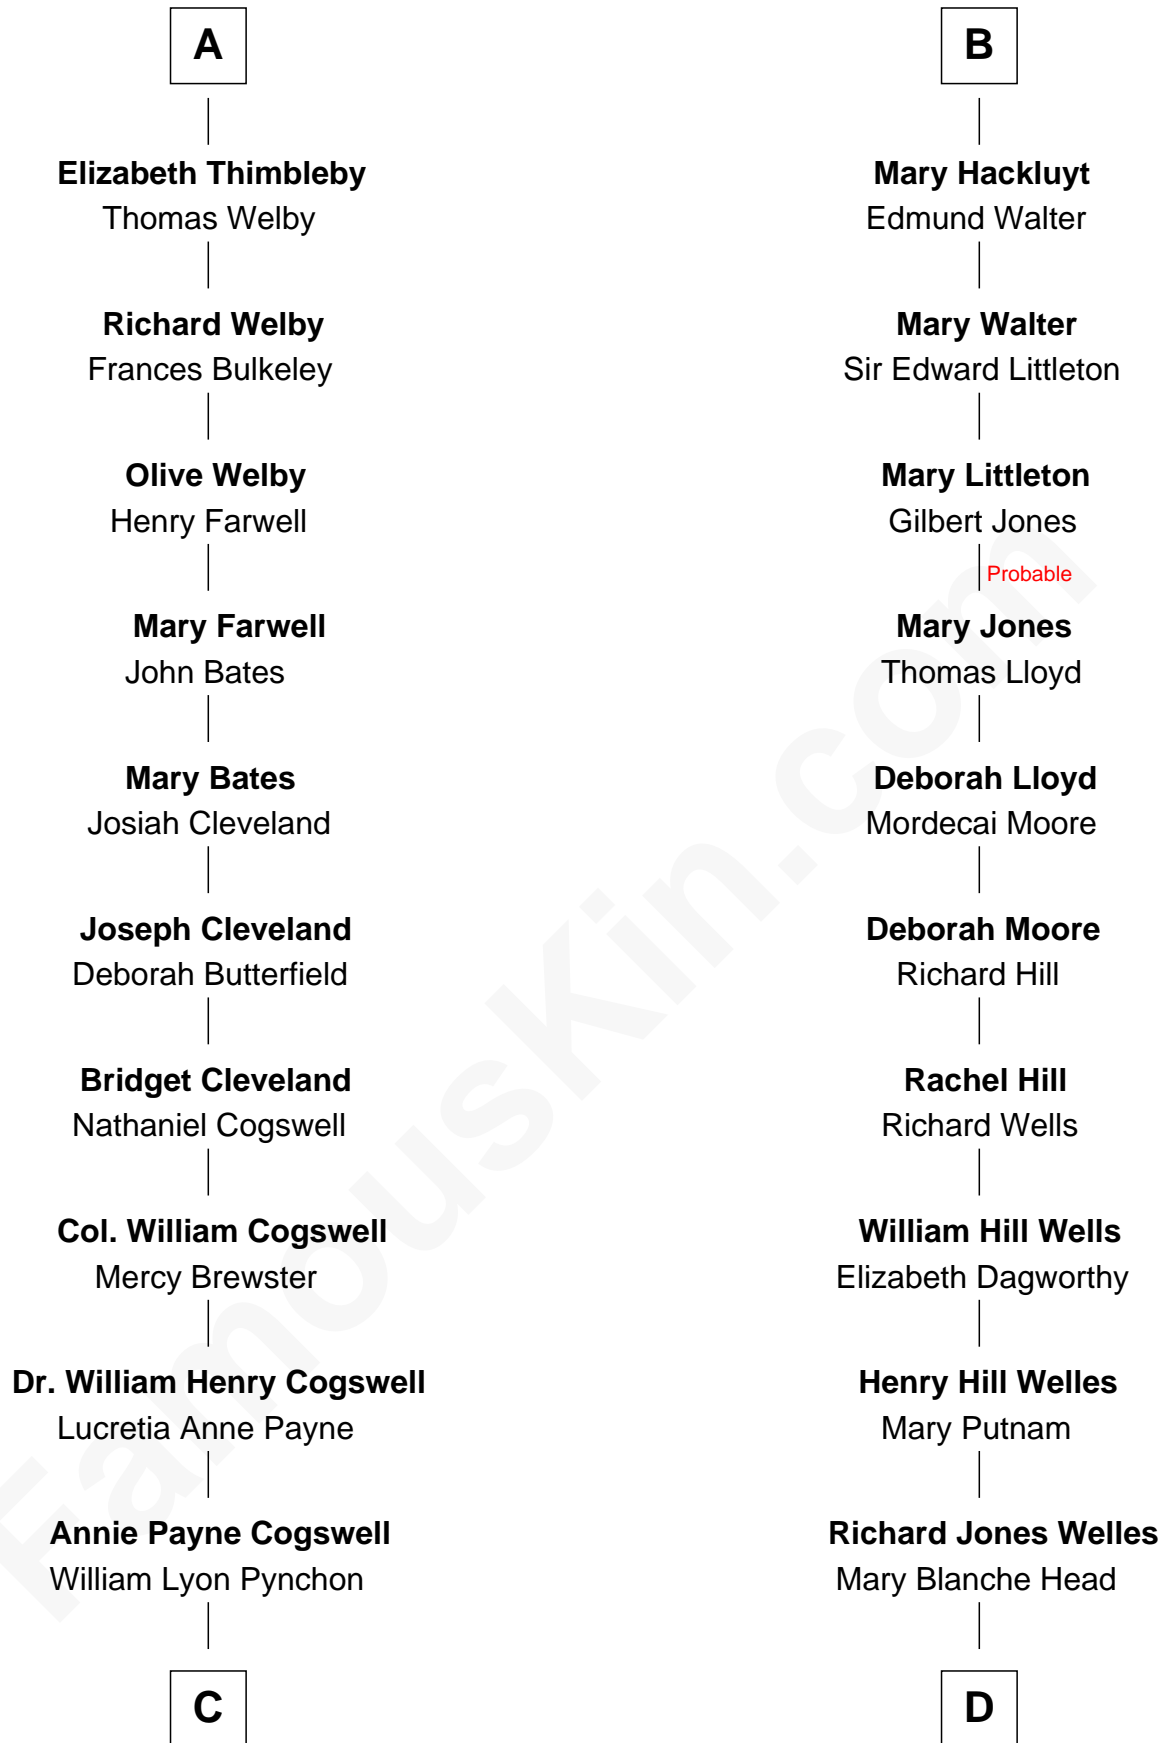 A
Elizabeth Thimbleby
Thomas Welby
Richard Welby
Frances Bulkeley
Olive Welby
Henry Farwell
Mary Farwell
John Bates
Mary Bates
Josiah Cleveland
Joseph Cleveland
Deborah Butterfield
Bridget Cleveland
Nathaniel Cogswell
Col. William Cogswell
Mercy Brewster
Dr. William Henry Cogswell
Lucretia Anne Payne
Annie Payne Cogswell
William Lyon Pynchon
C
B
Mary Hackluyt
Edmund Walter
Mary Walter
Sir Edward Littleton
Mary Littleton
Gilbert Jones
Probable
Mary Jones
Thomas Lloyd
Deborah Lloyd
Mordecai Moore
Deborah Moore
Richard Hill
Rachel Hill
Richard Wells
William Hill Wells
Elizabeth Dagworthy
Henry Hill Welles
Mary Putnam
Richard Jones Welles
Mary Blanche Head
D
FamousKin.com